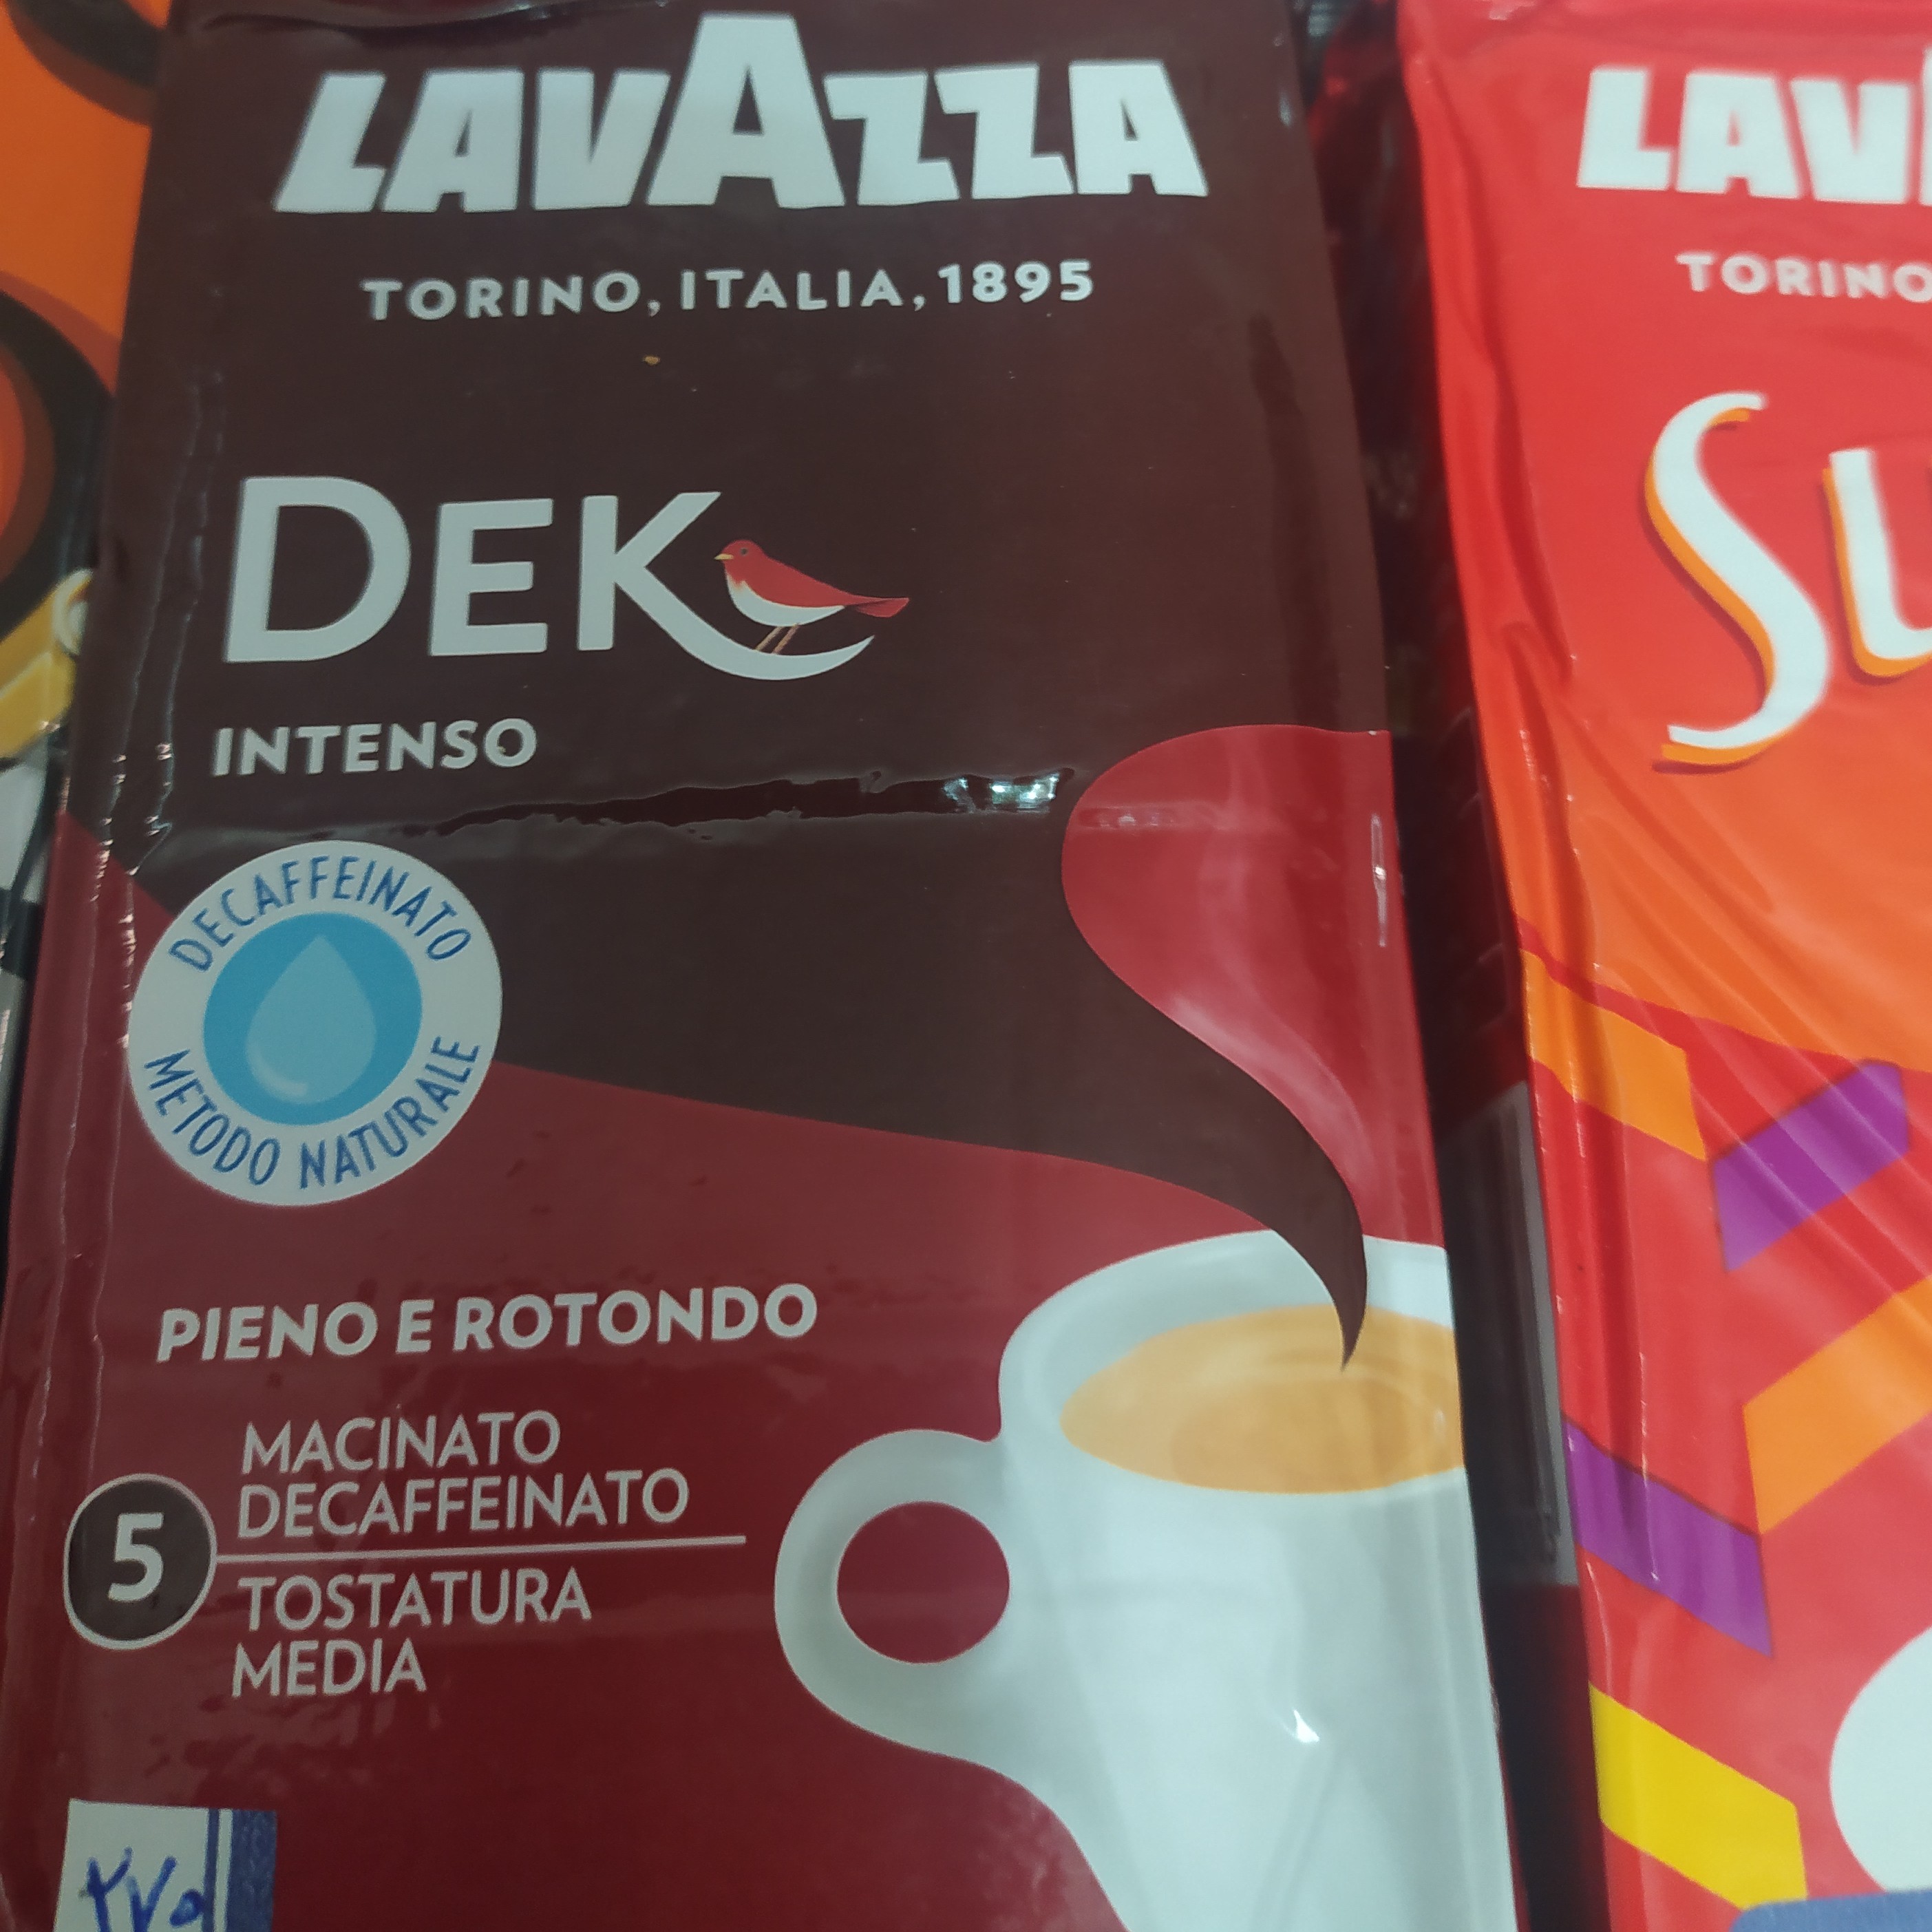 LAVAZZA
TORINO, ITALIA, 1895
DEK
INTENSO
DECAFFEINATO
METODO NATURALE
PIENO E ROTONDO
MACINATO
DECAFFEINATO
5
TOSTATURA
MEDIA
LAV
TORINO